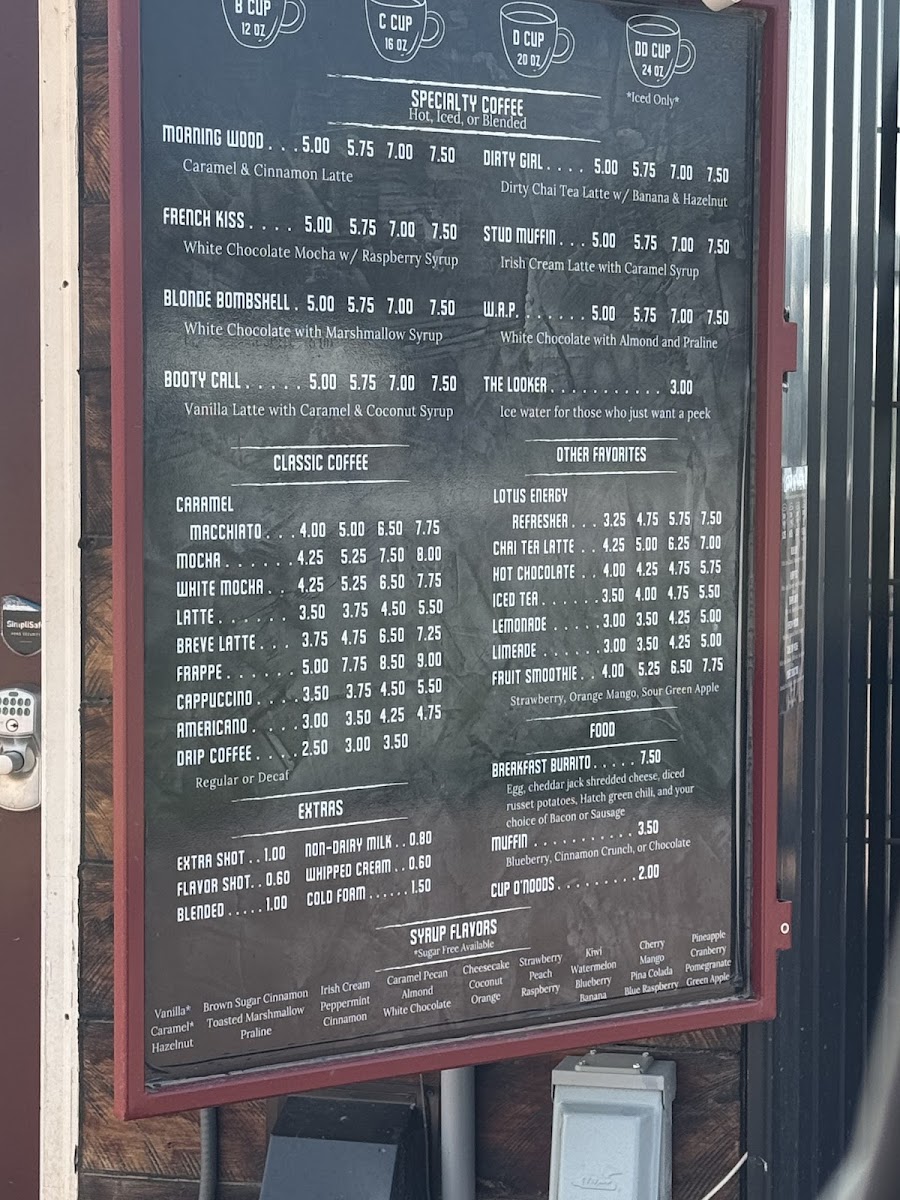 B CUP
12 OZ
C CUP
16 OZ
D CUP
20 OZ
DD CUP
24 OZ
*Iced Only*
SPECIALTY COFFEE
Hot, Iced, or Blended
MORNING WOOD . . . 5.00 5.75 7.00 7.50
Caramel & Cinnamon Latte
FRENCH KISS . . . . 5.00 5.75 7.00 7.50
White Chocolate Mocha w/ Raspberry Syrup
BLONDE BOMBSHELL . 5.00 5.75 7.00 7.50
White Chocolate with Marshmallow Syrup
BOOTY CALL . . . . . 5.00 5.75 7.00 7.50
Vanilla Latte with Caramel & Coconut Syrup
DIRTY GIRL . . . . 5.00 5.75 7.00 7.50
Dirty Chai Tea Latte w/ Banana & Hazelnut
STUD MUFFIN . . . 5.00 5.75 7.00 7.50
Irish Cream Latte with Caramel Syrup
W.A.P. . . . . . . . 5.00 5.75 7.00 7.50
White Chocolate with Almond and Praline
THE LOOKER . . . . . . . . . . . 3.00
Ice water for those who just want a peek
CLASSIC COFFEE
CARAMEL
MACCHIATO . . . 4.00 5.00 6.50 7.75
MOCHA . . . . . . 4.25 5.25 7.50 8.00
WHITE MOCHA . . 4.25 5.25 6.50 7.75
LATTE . . . . . . . 3.50 3.75 4.50 5.50
BREVE LATTE . . . 3.75 4.75 6.50 7.25
FRAPPE . . . . . . 5.00 7.75 8.50 9.00
CAPPUCCINO . . . . 3.50 3.75 4.50 5.50
AMERICANO . . . . 3.00 3.50 4.25 4.75
DRIP COFFEE . . . . 2.50 3.00 3.50
Regular or Decaf
EXTRAS
EXTRA SHOT . . 1.00
FLAVOR SHOT . . 0.60
BLENDED . . . . . 1.00
NON-DAIRY MILK . . 0.80
WHIPPED CREAM . . 0.60
COLD FOAM . . . . . . 1.50
OTHER FAVORITES
LOTUS ENERGY
REFRESHER . . . 3.25 4.75 5.75 7.50
CHAI TEA LATTE . . 4.25 5.00 6.25 7.00
HOT CHOCOLATE . . 4.00 4.25 4.75 5.75
ICED TEA . . . . . . . 3.50 4.00 4.75 5.50
LEMONADE . . . . . 3.00 3.50 4.25 5.00
LIMEADE . . . . . . . 3.00 3.50 4.25 5.00
FRUIT SMOOTHIE . . 4.00 5.25 6.50 7.75
Strawberry, Orange Mango, Sour Green Apple
FOOD
BREAKFAST BURRITO . . . . . 7.50
Egg, cheddar jack shredded cheese, diced
russet potatoes, Hatch green chili, and your
choice of Bacon or Sausage
MUFFIN . . . . . . . . . . . 3.50
Blueberry, Cinnamon Crunch, or Chocolate
CUP O'NOODS . . . . . . . . . 2.00
SYRUP FLAVORS
*Sugar Free Available
Vanilla*
Caramel*
Hazelnut
Brown Sugar Cinnamon
Toasted Marshmallow
Praline
Irish Cream
Peppermint
Cinnamon
Caramel Pecan
Almond
White Chocolate
Cheesecake
Coconut
Orange
Strawberry
Peach
Raspberry
Kiwi
Watermelon
Blueberry
Banana
Cherry
Mango
Pina Colada
Blue Raspberry
Pineapple
Cranberry
Pomegranate
Green Apple
SimpliSafe
HOME SECURITY